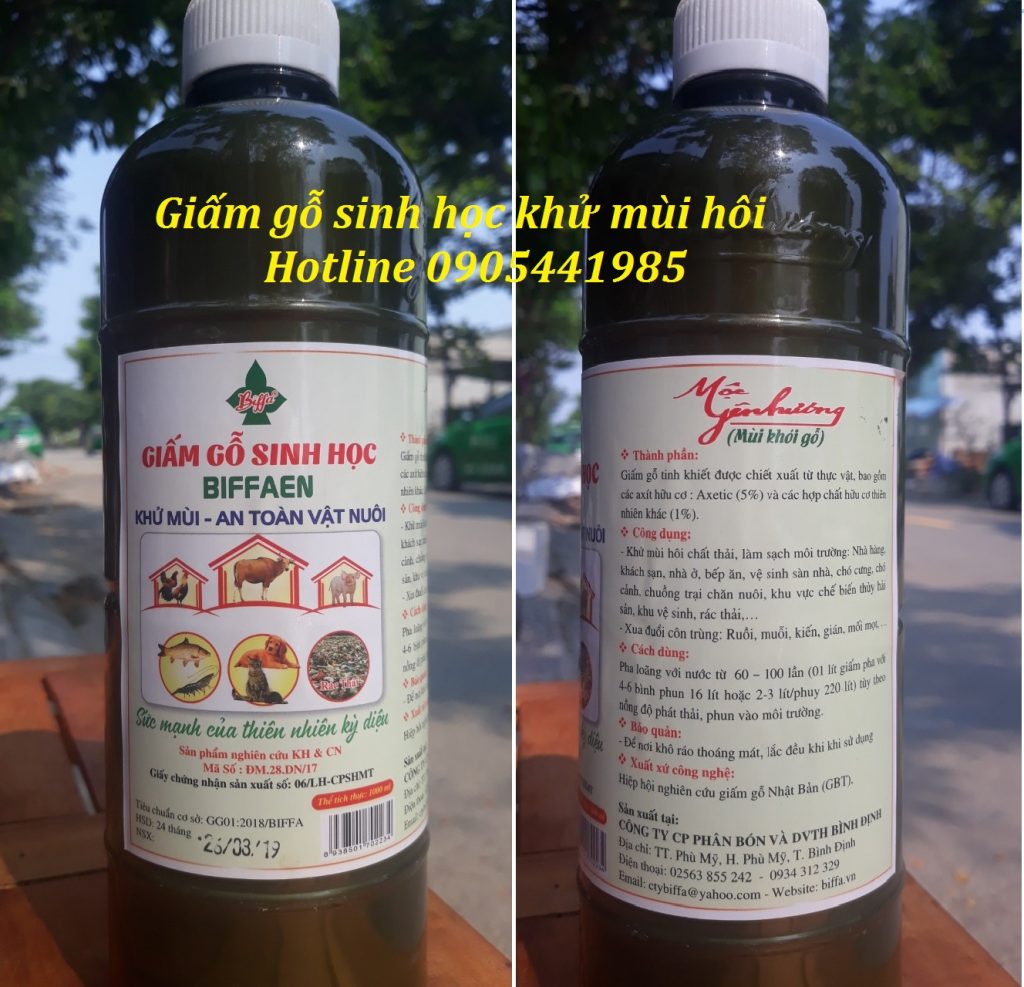 Giấm gỗ sinh học khử mùi hôi
Hotline 0905441985
Biffa
GIẤM GỖ SINH HỌC
BIFFAEN
KHỬ MÙI - AN TOÀN VẬT NUÔI
Rác Thải
Sức mạnh của thiên nhiên kỳ diệu
Sản phẩm nghiên cứu KH & CN
Mã Số : ĐM.28.DN/17
Giấy chứng nhận sản xuất số: 06/LH-CPSHMT
Thể tích thực: 1000 ml
Tiêu chuẩn cơ sở: GG01:2018/BIFFA
HSD: 24 tháng
NSX:
23/03.'19
8 938501 702234
Mộc
Yên hương
(Mùi khói gỗ)
❖ Thành phần:
Giấm gỗ tinh khiết được chiết xuất từ thực vật, bao gồm
các axít hữu cơ : Axetic (5%) và các hợp chất hữu cơ thiên
nhiên khác (1%).
❖ Công dụng:
- Khử mùi hôi chất thải, làm sạch môi trường: Nhà hàng,
khách sạn, nhà ở, bếp ăn, vệ sinh sàn nhà, chó cưng, chó
cảnh, chuồng trại chăn nuôi, khu vực chế biến thủy hải
sản, khu vệ sinh, rác thải,...
- Xua đuổi côn trùng: Ruồi, muỗi, kiến, gián, mối mọt,...
❖ Cách dùng:
Pha loãng với nước từ 60 - 100 lần (01 lít giấm pha với
4-6 bình phun 16 lít hoặc 2-3 lít/phuy 220 lít) tùy theo
nồng độ phát thải, phun vào môi trường.
❖ Bảo quản:
- Để nơi khô ráo thoáng mát, lắc đều khi khi sử dụng
❖ Xuất xứ công nghệ:
Hiệp hội nghiên cứu giấm gỗ Nhật Bản (GBT).
Sản xuất tại:
CÔNG TY CP PHÂN BÓN VÀ DVTH BÌNH ĐỊNH
Địa chỉ: TT. Phù Mỹ, H. Phù Mỹ, T. Bình Định
Điện thoại: 02563 855 242 - 0934 312 329
Email: ctybiffa@yahoo.com - Website: biffa.vn